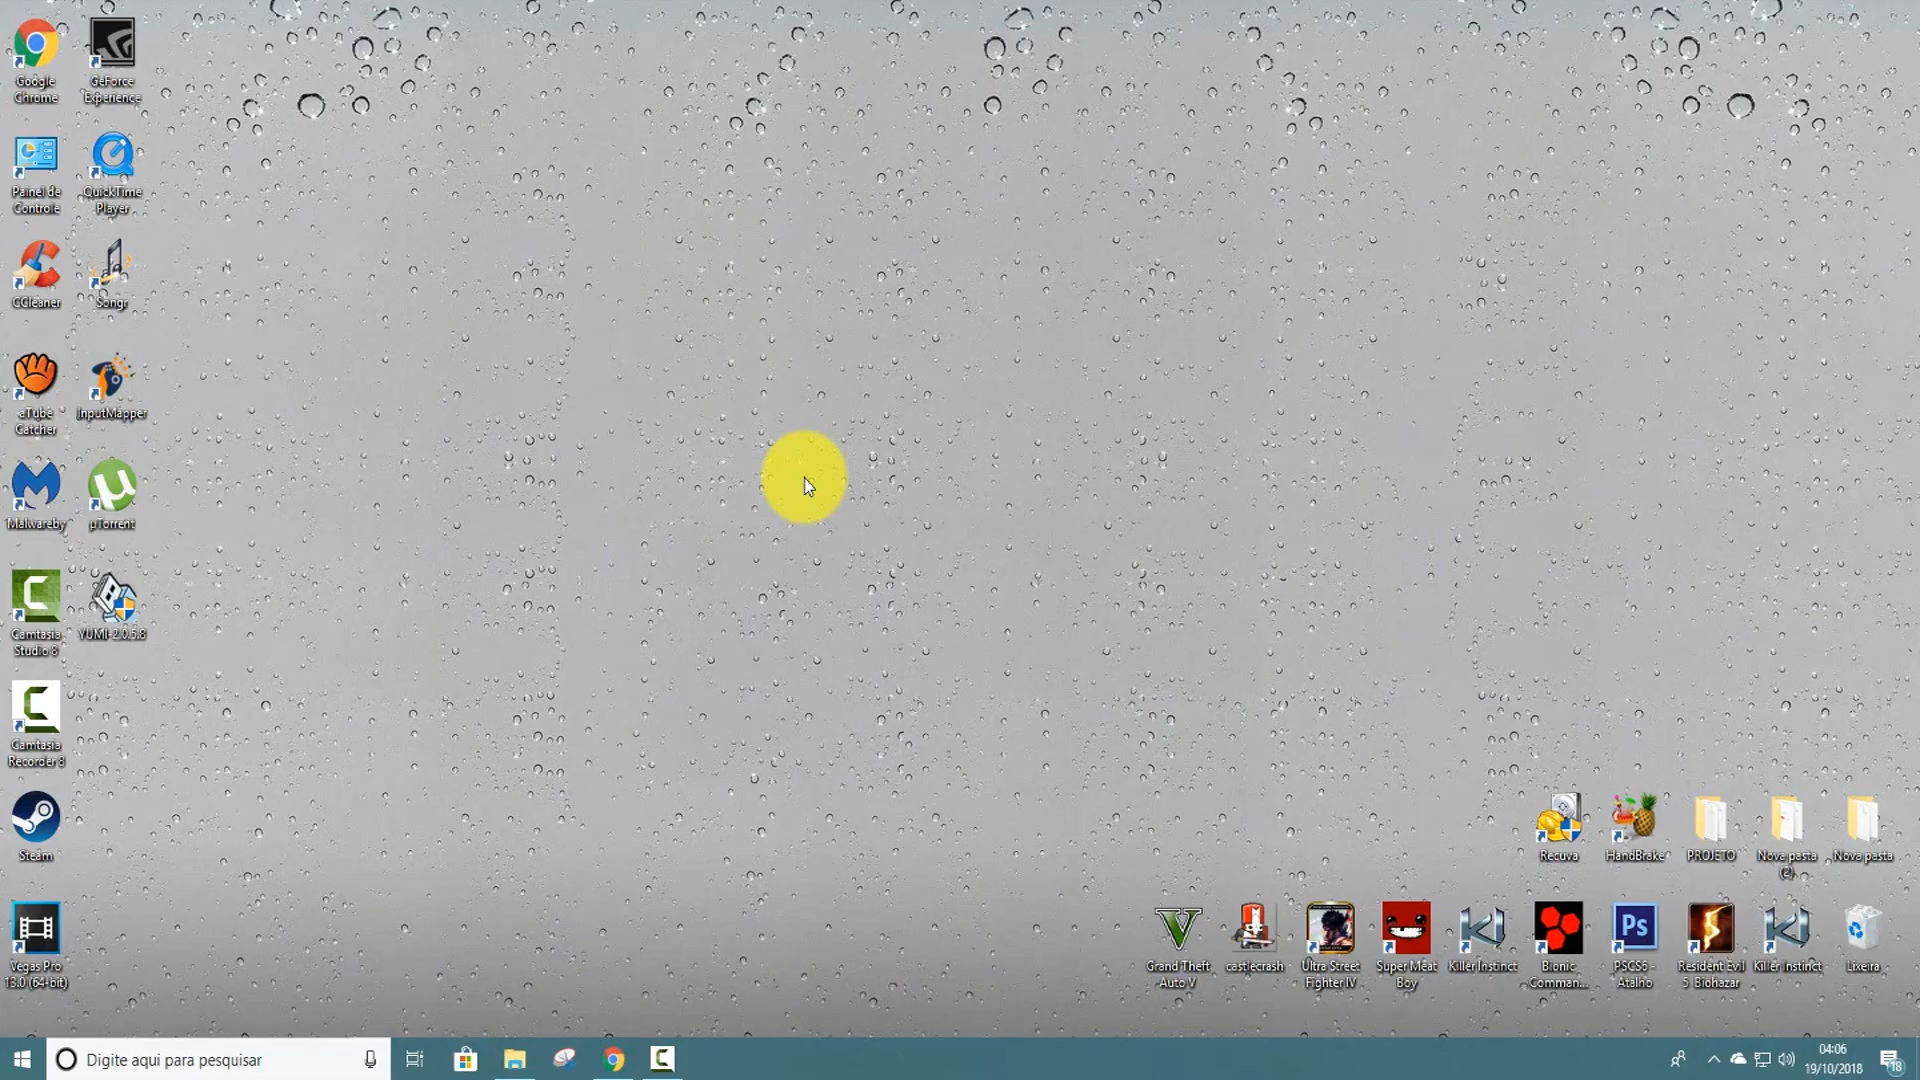 Google
Chrome
GeForce
Experience
Painel de
Controle
QuickTime
Player
CCleaner
Songr
aTube
Catcher
InputMapper
Malwareby
µTorrent
Camtasia
Studio 8
YUMI-2.0.5.8
Camtasia
Recorder 8
Steam
Vegas Pro
13.0 (64-bit)
Recuva
HandBrake
PROJETO
Nova pasta
(2)
Nova pasta
Grand Theft
Auto V
castlecrash
Ultra Street
Fighter IV
Super Meat
Boy
Killer Instinct
Bionic
Comman...
Ps
PSCS6 -
Atalho
Resident Evil
5 Biohazar
Killer Instinct
Lixeira
Digite aqui para pesquisar
04:06
19/10/2018
18